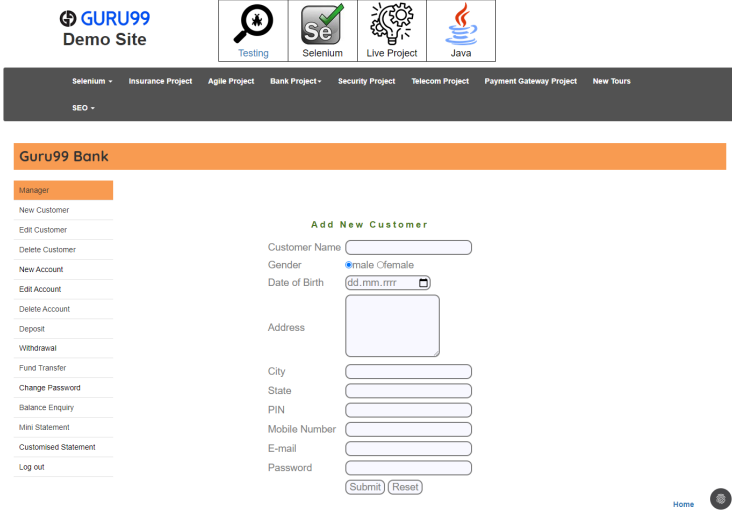 GURU99
Demo Site
Testing
Selenium
Live Project
Java
Selenium Insurance Project Agile Project Bank Project Security Project Telecom Project Payment Gateway Project New Tours
SEO
Guru99 Bank
Manager
New Customer
Edit Customer
Delete Customer
New Account
Edit Account
Delete Account
Deposit
Withdrawal
Fund Transfer
Change Password
Balance Enquiry
Mini Statement
Customised Statement
Log out
Add New Customer
Customer Name
Gender male female
Date of Birth dd.mm.rrrr
Address
City
State
PIN
Mobile Number
E-mail
Password
Submit Reset
Home